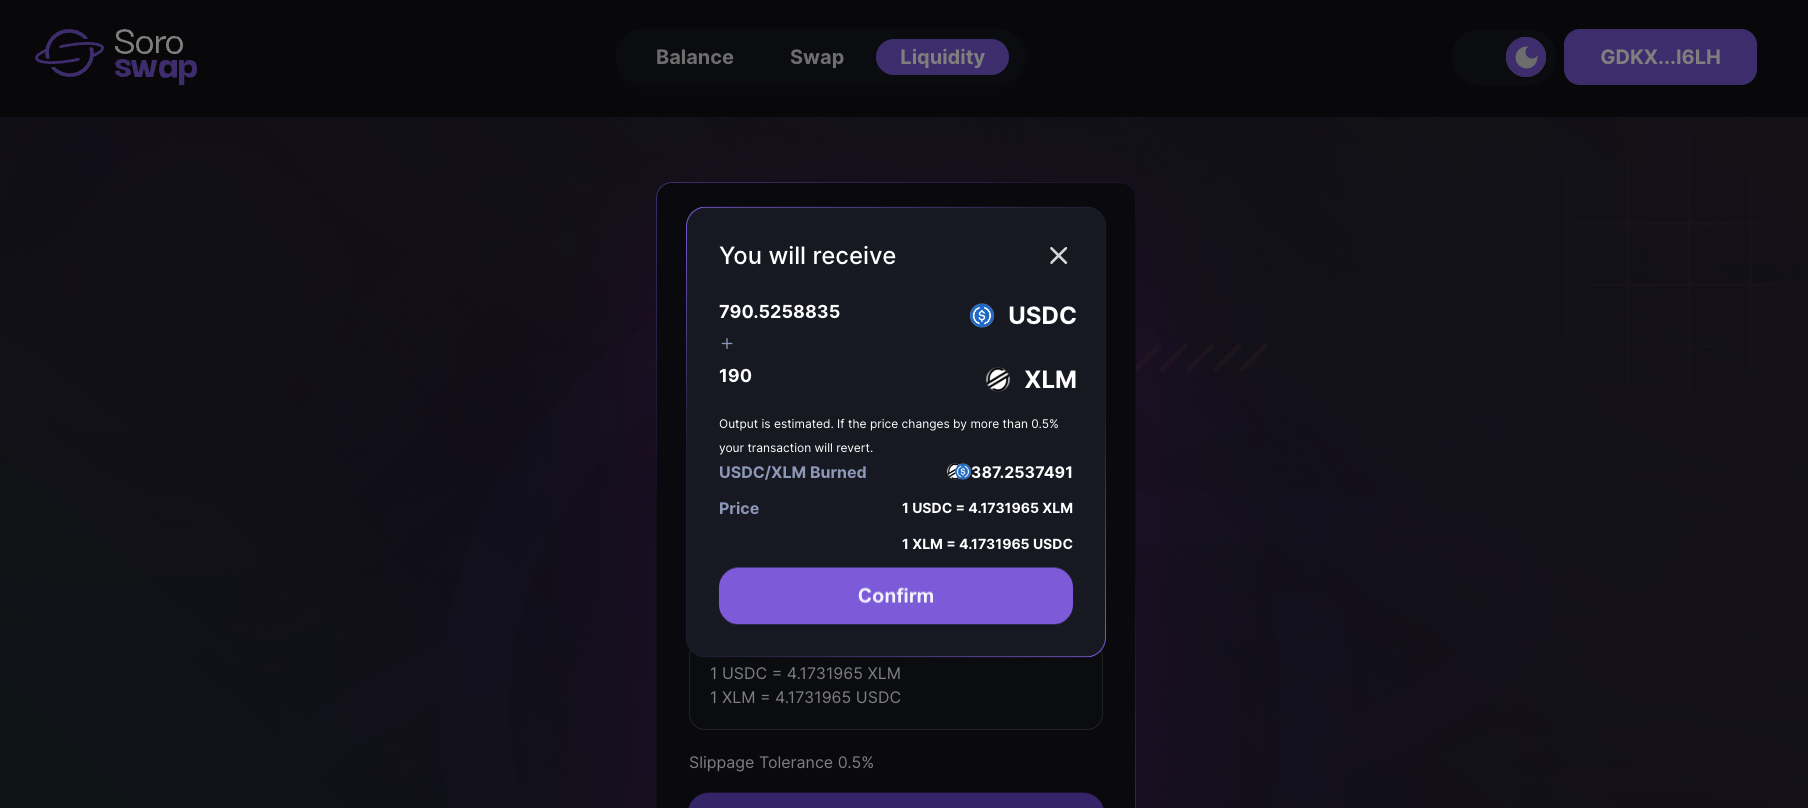 Soro
swap
Balance
Swap
Liquidity
GDKX...I6LH
You will receive
790.5258835
USDC
+
190
XLM
Output is estimated. If the price changes by more than 0.5%
your transaction will revert.
USDC/XLM Burned
387.2537491
Price
1 USDC = 4.1731965 XLM
1 XLM = 4.1731965 USDC
Confirm
1 USDC = 4.1731965 XLM
1 XLM = 4.1731965 USDC
Slippage Tolerance 0.5%